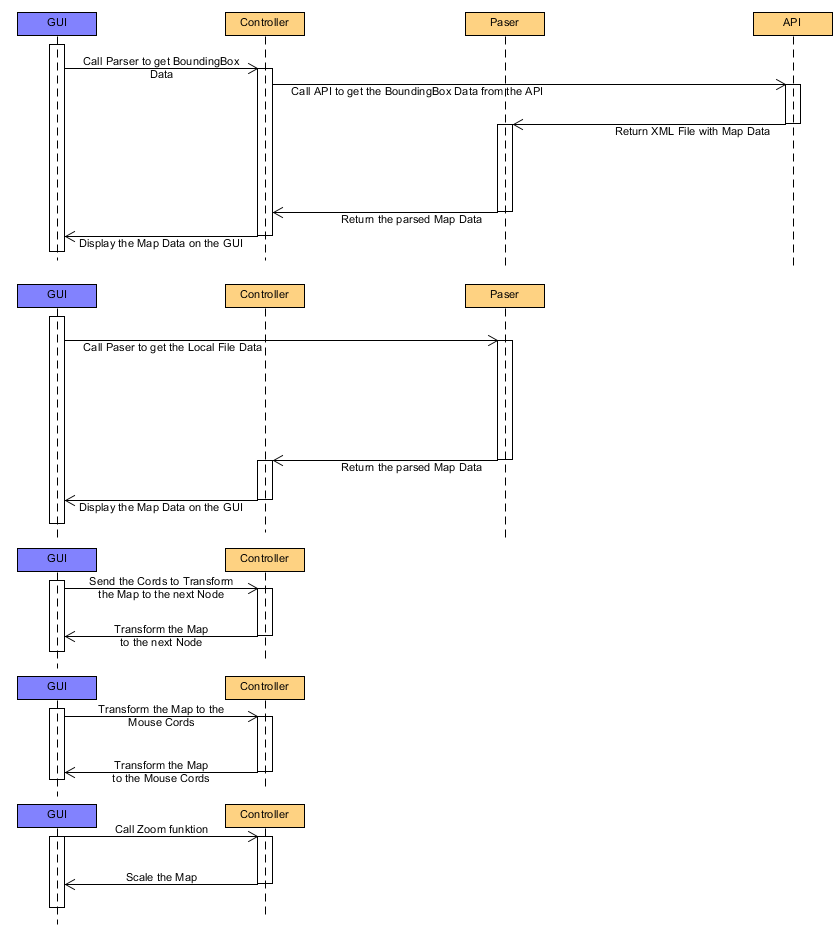 GUI
Controller
Paser
API
Call Parser to get BoundingBox
Data
Call API to get the BoundingBox Data from the API
Return XML File with Map Data
Return the parsed Map Data
Display the Map Data on the GUI
GUI
Controller
Paser
Call Paser to get the Local File Data
Return the parsed Map Data
Display the Map Data on the GUI
GUI
Controller
Send the Cords to Transform
the Map to the next Node
Transform the Map
to the next Node
GUI
Controller
Transform the Map to the
Mouse Cords
Transform the Map
to the Mouse Cords
GUI
Controller
Call Zoom funktion
Scale the Map